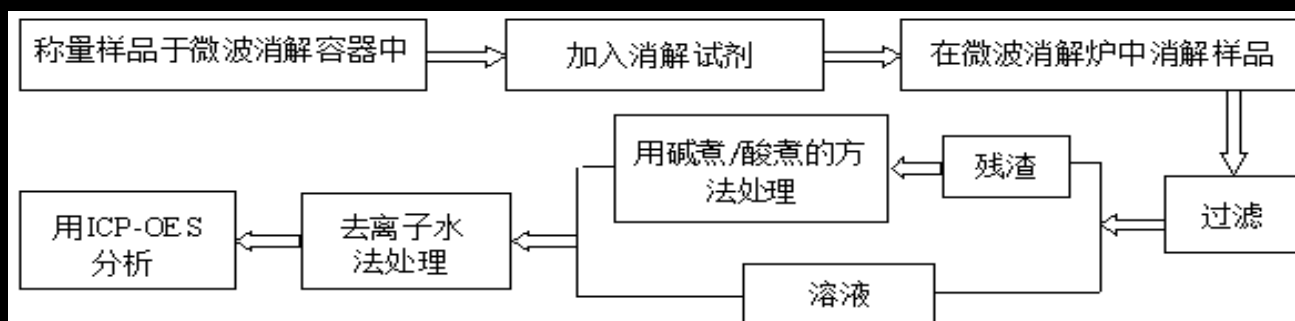 称量样品于微波消解容器中
加入消解试剂
在微波消解炉中消解样品
过滤
残渣
用碱煮/酸煮的方
法处理
溶液
去离子水
法处理
用ICP-OES
分析